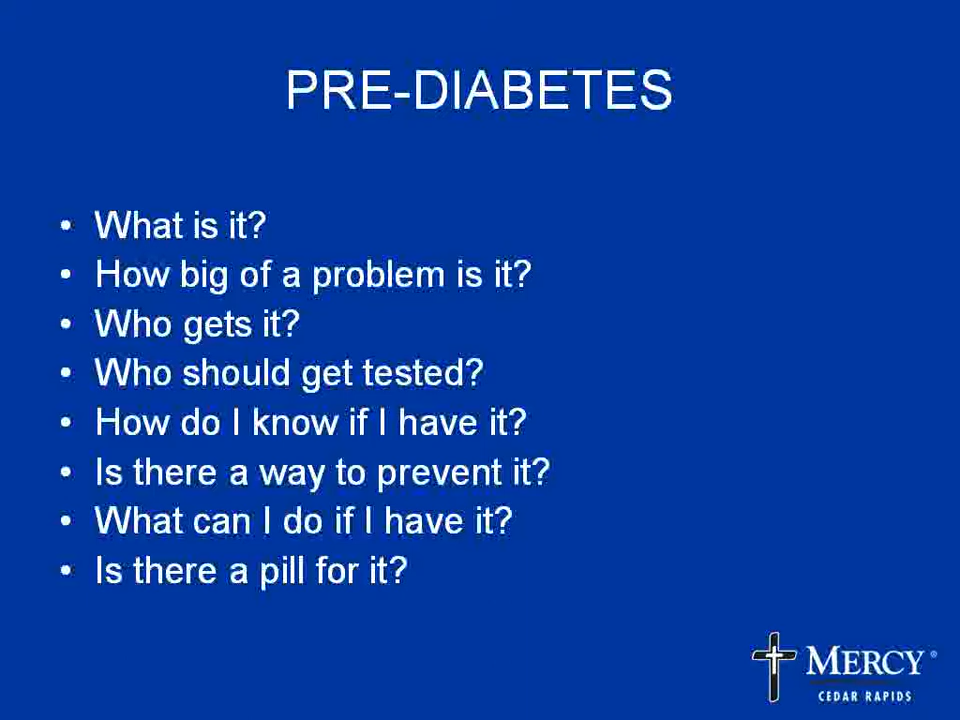 PRE-DIABETES
• What is it?
• How big of a problem is it?
• Who gets it?
• Who should get tested?
• How do I know if I have it?
• Is there a way to prevent it?
• What can I do if I have it?
• Is there a pill for it?
MERCY®
CEDAR RAPIDS